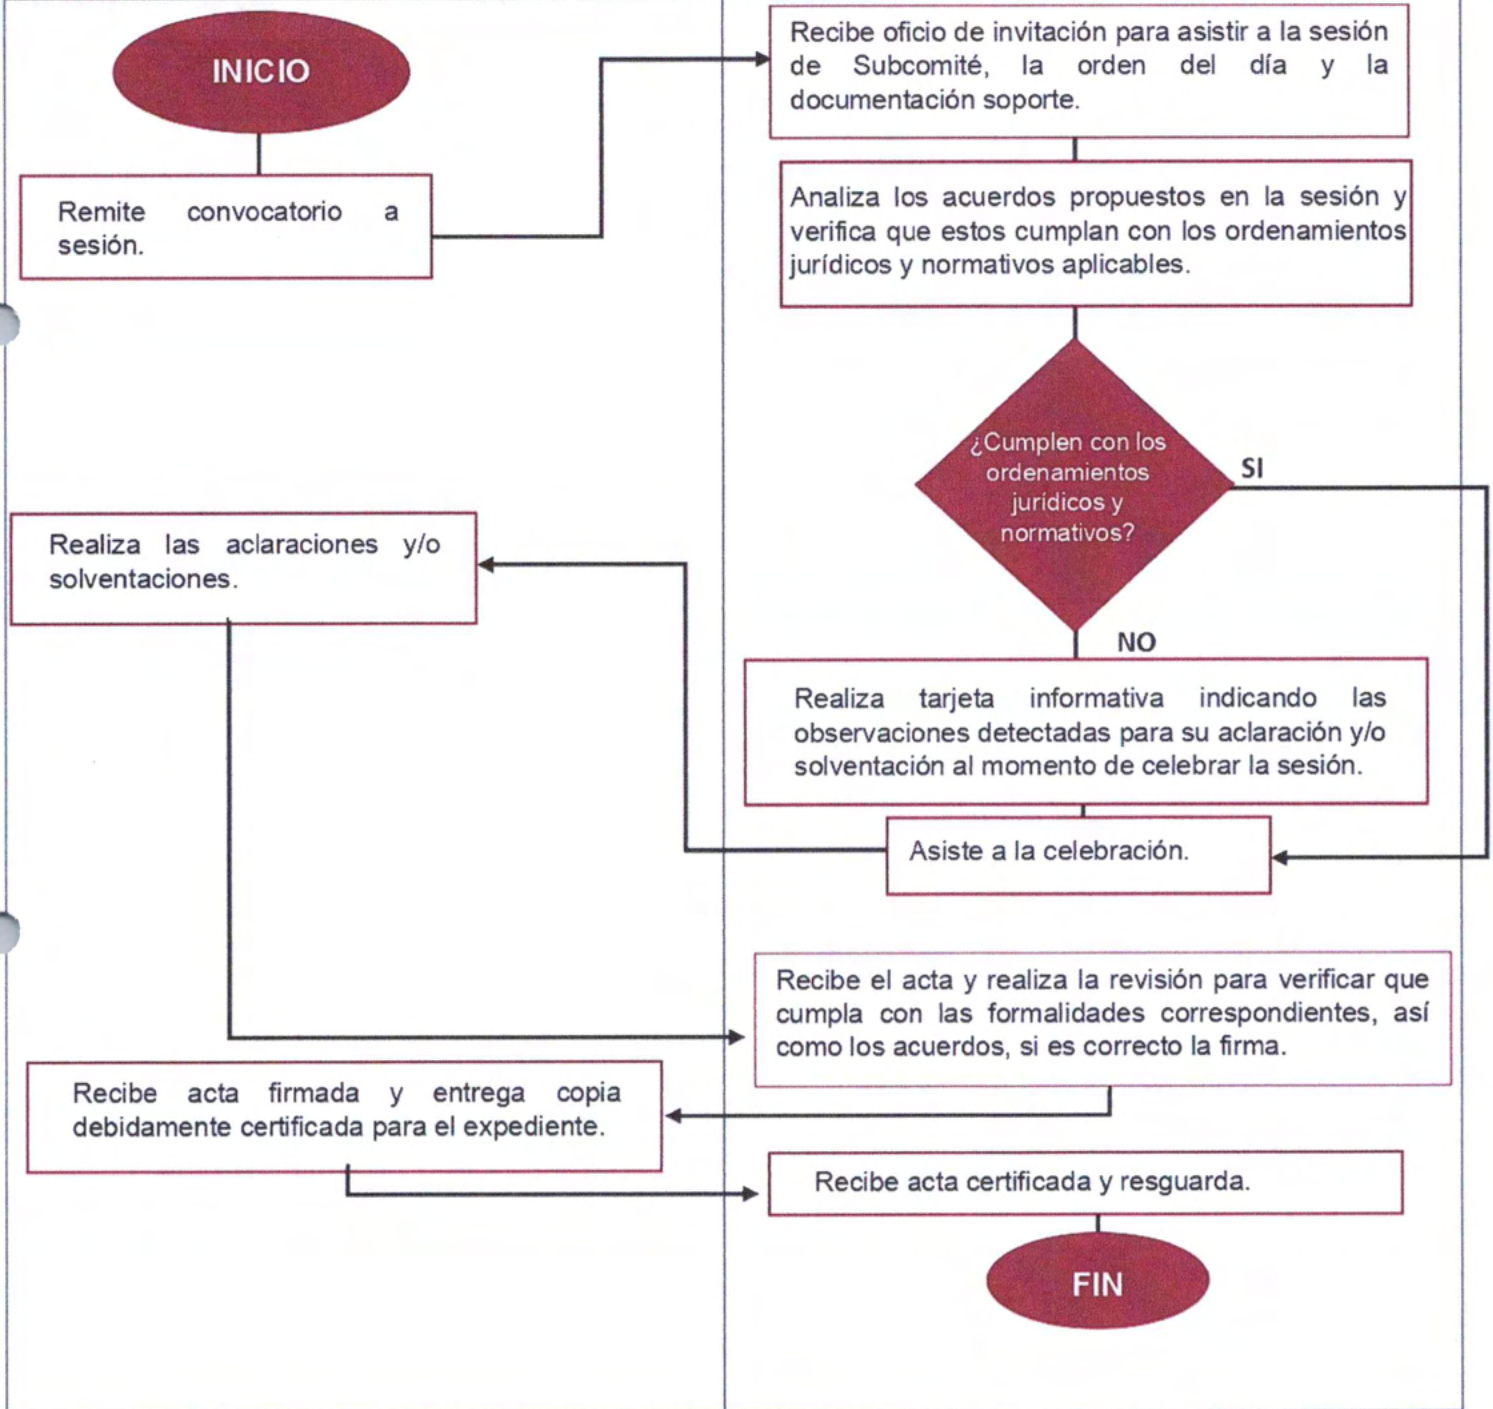 INICIO
Remite convocatorio a
sesión.
Recibe oficio de invitación para asistir a la sesión
de Subcomité, la orden del día y la
documentación soporte.
Analiza los acuerdos propuestos en la sesión y
verifica que estos cumplan con los ordenamientos
jurídicos y normativos aplicables.
¿Cumplen con los
ordenamientos
jurídicos y
normativos?
SI
NO
Realiza tarjeta informativa indicando las
observaciones detectadas para su aclaración y/o
solventación al momento de celebrar la sesión.
Asiste a la celebración.
Realiza las aclaraciones y/o
solventaciones.
Recibe el acta y realiza la revisión para verificar que
cumpla con las formalidades correspondientes, así
como los acuerdos, si es correcto la firma.
Recibe acta firmada y entrega copia
debidamente certificada para el expediente.
Recibe acta certificada y resguarda.
FIN